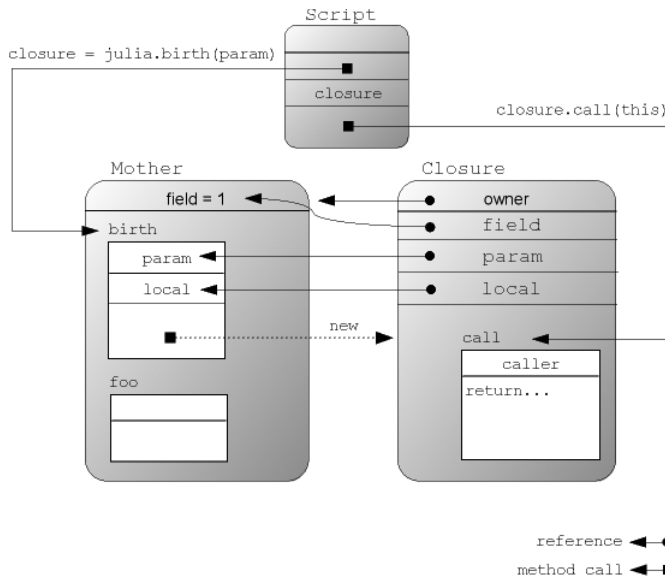 Script
closure = julia.birth(param)
closure
closure.call(this)
Mother
Closure
field = 1
owner
birth
field
param
param
local
local
new
call
caller
foo
return...
reference
method call